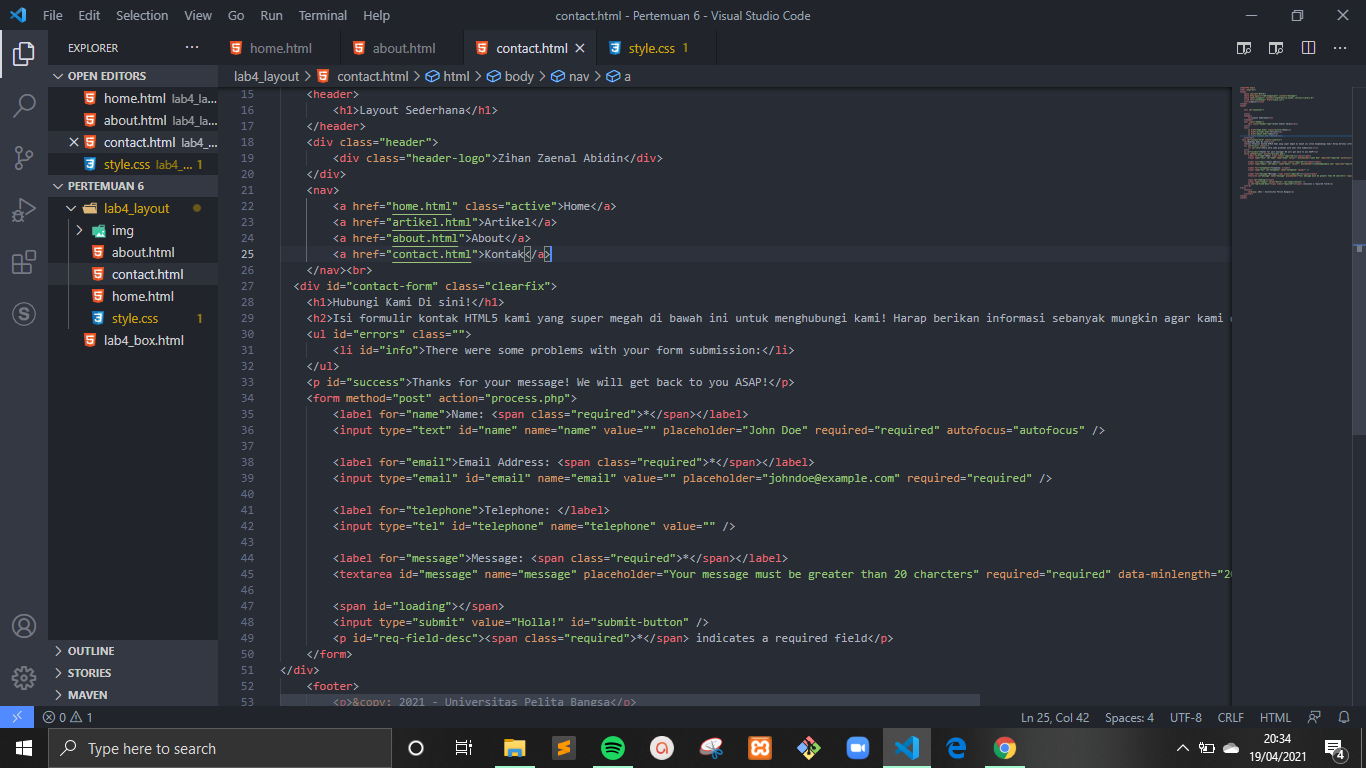 File Edit Selection View Go Run Terminal Help contact.html - Pertemuan 6 - Visual Studio Code
EXPLORER
home.html about.html contact.html style.css 1
OPEN EDITORS
home.html lab4_la...
about.html lab4_la...
contact.html lab4_...
style.css lab4_... 1
PERTEMUAN 6
lab4_layout
img
about.html
contact.html
home.html
style.css 1
lab4_box.html
OUTLINE
STORIES
MAVEN
lab4_layout > contact.html > html > body > nav > a
15 <header>
16 <h1>Layout Sederhana</h1>
17 </header>
18 <div class="header">
19 <div class="header-logo">Zihan Zaenal Abidin</div>
20 </div>
21 <nav>
22 <a href="home.html" class="active">Home</a>
23 <a href="artikel.html">Artikel</a>
24 <a href="about.html">About</a>
25 <a href="contact.html">Kontak</a>
26 </nav><br>
27 <div id="contact-form" class="clearfix">
28 <h1>Hubungi Kami Di sini!</h1>
29 <h2>Isi formulir kontak HTML5 kami yang super megah di bawah ini untuk menghubungi kami! Harap berikan informasi sebanyak mungkin agar kami
30 <ul id="errors" class="">
31 <li id="info">There were some problems with your form submission:</li>
32 </ul>
33 <p id="success">Thanks for your message! We will get back to you ASAP!</p>
34 <form method="post" action="process.php">
35 <label for="name">Name: <span class="required">*</span></label>
36 <input type="text" id="name" name="name" value="" placeholder="John Doe" required="required" autofocus="autofocus" />
37
38 <label for="email">Email Address: <span class="required">*</span></label>
39 <input type="email" id="email" name="email" value="" placeholder="johndoe@example.com" required="required" />
40
41 <label for="telephone">Telephone: </label>
42 <input type="tel" id="telephone" name="telephone" value="" />
43
44 <label for="message">Message: <span class="required">*</span></label>
45 <textarea id="message" name="message" placeholder="Your message must be greater than 20 charcters" required="required" data-minlength="20
46
47 <span id="loading"></span>
48 <input type="submit" value="Holla!" id="submit-button" />
49 <p id="req-field-desc"><span class="required">*</span> indicates a required field</p>
50 </form>
51 </div>
52 <footer>
53 <p>&copy; 2021 - Universitas Pelita Bangsa</p>
0 1 Ln 25, Col 42 Spaces: 4 UTF-8 CRLF HTML
Type here to search
20:34
19/04/2021
4